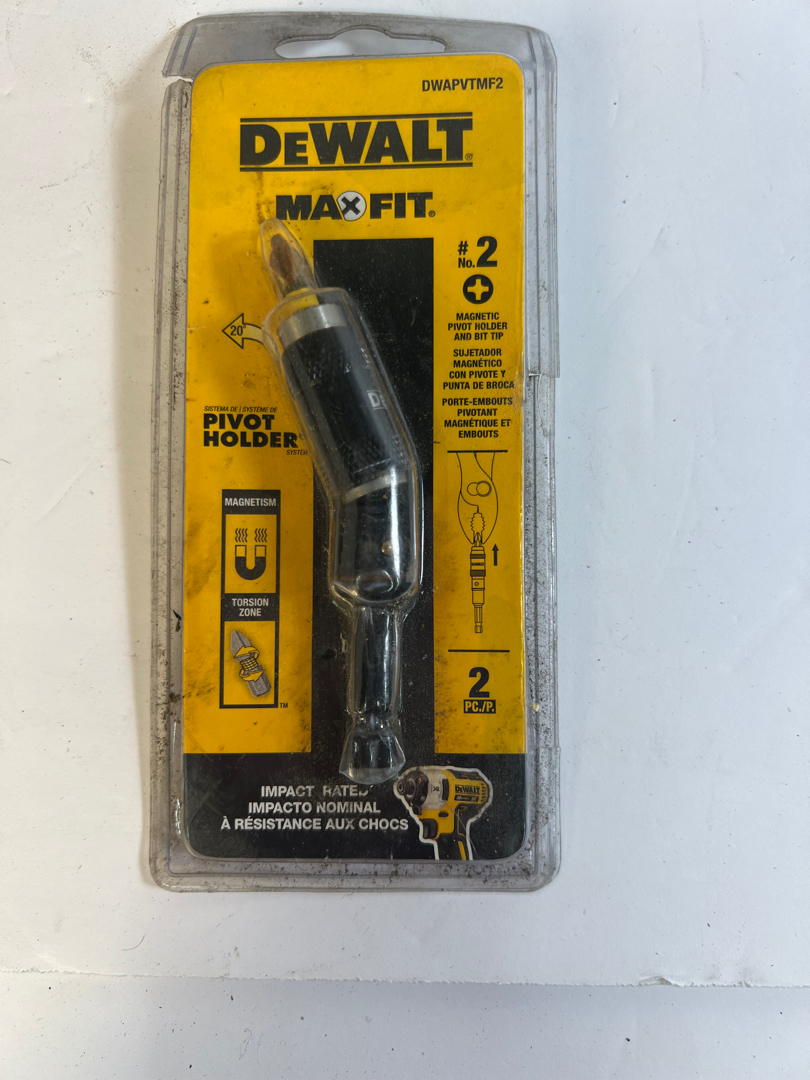 DWAPVTMF2
DEWALT®
MAXFIT®
# No. 2
MAGNETIC
PIVOT HOLDER
AND BIT TIP
SUJETADOR
MAGNÉTICO
CON PIVOTE Y
PUNTA DE BROCA
PORTE-EMBOUTS
PIVOTANT
MAGNÉTIQUE ET
EMBOUTS
20°
SISTEMA DE / SYSTÈME DE
PIVOT
HOLDER
SYSTEM
MAGNETISM
TORSION
ZONE
TM
2
PC./P.
IMPACT RATED
IMPACTO NOMINAL
À RÉSISTANCE AUX CHOCS
DEWALT